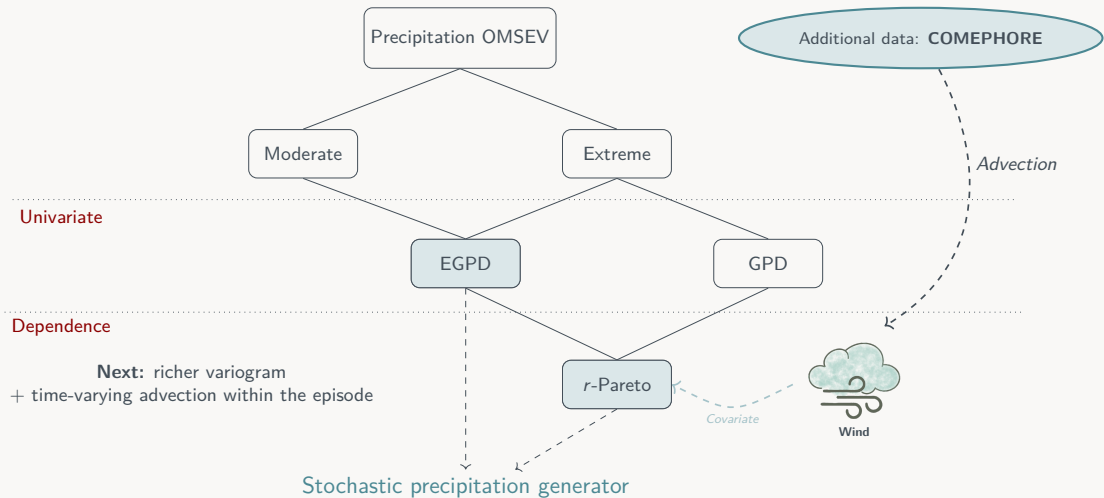 Precipitation OMSEV
Additional data: COMEPHORE
Moderate
Extreme
Advection
Univariate
EGPD
GPD
Dependence
Next: richer variogram
+ time-varying advection within the episode
r-Pareto
Covariate
Wind
Stochastic precipitation generator